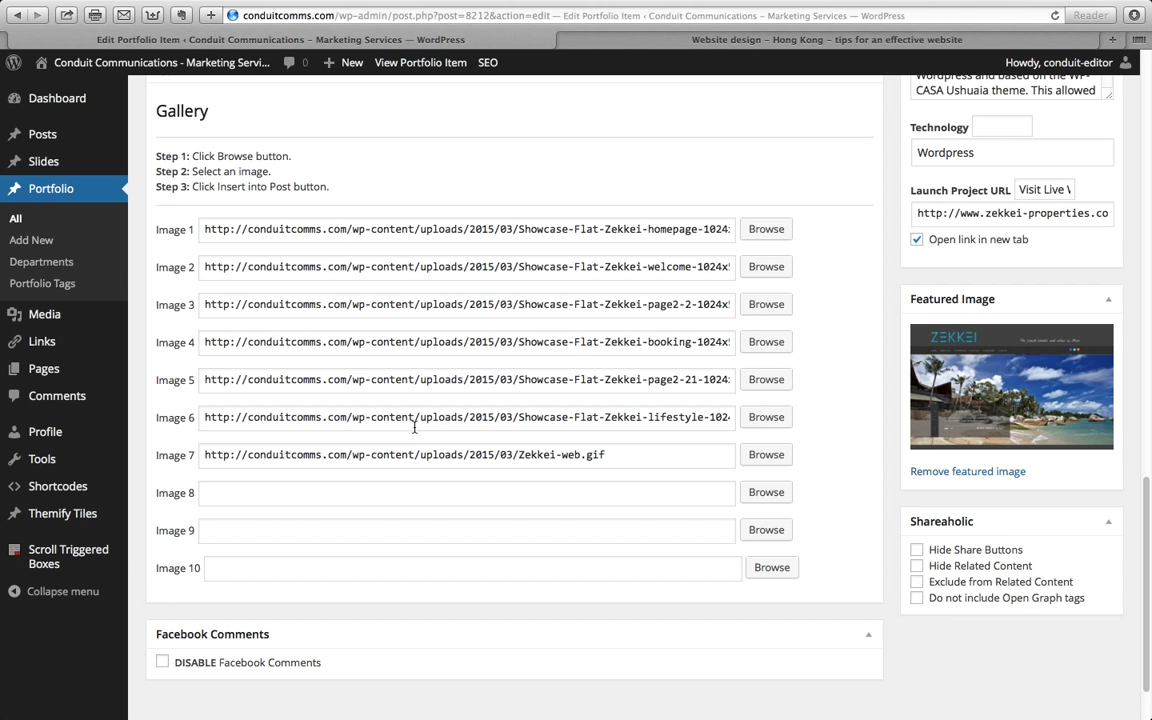 conduitcomms.com/wp-admin/post.php?post=8212&action=edit — Edit Portfolio Item ‹ Conduit Communications – Marketing Services — WordPress
Reader
Edit Portfolio Item ‹ Conduit Communications – Marketing Services — WordPress
Website design – Hong Kong – tips for an effective website
Conduit Communications - Marketing Servi... 0 New View Portfolio Item SEO
Howdy, conduit-editor
Dashboard
Posts
Slides
Portfolio
All
Add New
Departments
Portfolio Tags
Media
Links
Pages
Comments
Profile
Tools
Shortcodes
Themify Tiles
Scroll Triggered
Boxes
Collapse menu
Gallery
Step 1: Click Browse button.
Step 2: Select an image.
Step 3: Click Insert into Post button.
Image 1 http://conduitcomms.com/wp-content/uploads/2015/03/Showcase-Flat-Zekkei-homepage-1024: Browse
Image 2 http://conduitcomms.com/wp-content/uploads/2015/03/Showcase-Flat-Zekkei-welcome-1024x Browse
Image 3 http://conduitcomms.com/wp-content/uploads/2015/03/Showcase-Flat-Zekkei-page2-2-1024x Browse
Image 4 http://conduitcomms.com/wp-content/uploads/2015/03/Showcase-Flat-Zekkei-booking-1024x Browse
Image 5 http://conduitcomms.com/wp-content/uploads/2015/03/Showcase-Flat-Zekkei-page2-21-1024: Browse
Image 6 http://conduitcomms.com/wp-content/uploads/2015/03/Showcase-Flat-Zekkei-lifestyle-102 Browse
Image 7 http://conduitcomms.com/wp-content/uploads/2015/03/Zekkei-web.gif Browse
Image 8 Browse
Image 9 Browse
Image 10 Browse
Facebook Comments
DISABLE Facebook Comments
Wordpress and based on the WP-
CASA Ushuaia theme. This allowed
Technology
Wordpress
Launch Project URL Visit Live
http://www.zekkei-properties.co
Open link in new tab
Featured Image
ZEKKEI
Remove featured image
Shareaholic
Hide Share Buttons
Hide Related Content
Exclude from Related Content
Do not include Open Graph tags